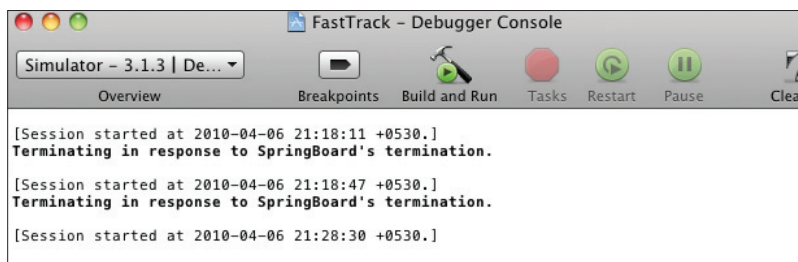 FastTrack – Debugger Console
Simulator – 3.1.3 | De...
Overview
Breakpoints
Build and Run
Tasks
Restart
Pause
Clea
[Session started at 2010-04-06 21:18:11 +0530.]
Terminating in response to SpringBoard's termination.
[Session started at 2010-04-06 21:18:47 +0530.]
Terminating in response to SpringBoard's termination.
[Session started at 2010-04-06 21:28:30 +0530.]